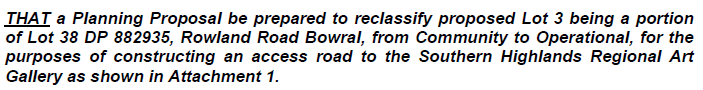 THAT a Planning Proposal be prepared to reclassify proposed Lot 3 being a portion
of Lot 38 DP 882935, Rowland Road Bowral, from Community to Operational, for the
purposes of constructing an access road to the Southern Highlands Regional Art
Gallery as shown in Attachment 1.